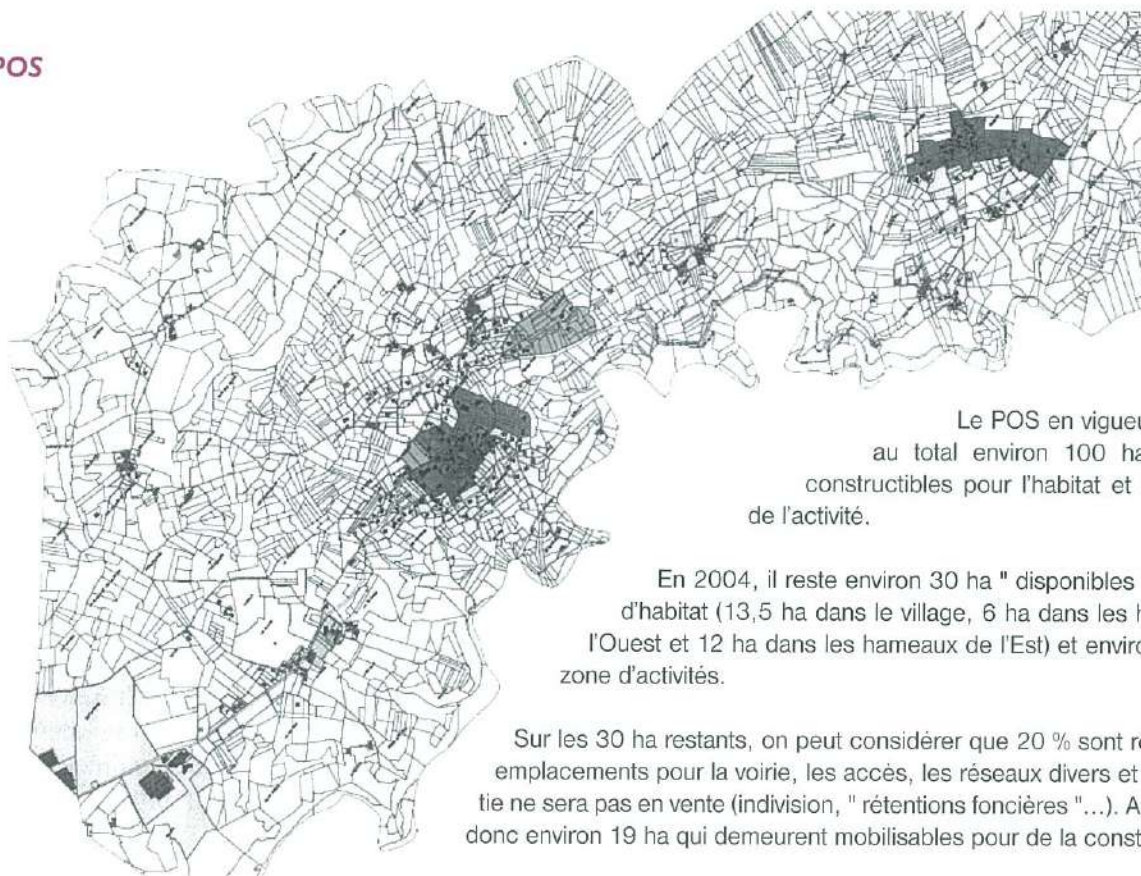 POS
Le POS en vigueu
au total environ 100 ha
constructibles pour l'habitat et
de l'activité.
En 2004, il reste environ 30 ha " disponibles
d'habitat (13,5 ha dans le village, 6 ha dans les h
l'Ouest et 12 ha dans les hameaux de l'Est) et enviro
zone d'activités.
Sur les 30 ha restants, on peut considérer que 20 % sont r
emplacements pour la voirie, les accès, les réseaux divers et
tie ne sera pas en vente (indivision, " rétentions foncières "...). A
donc environ 19 ha qui demeurent mobilisables pour de la const